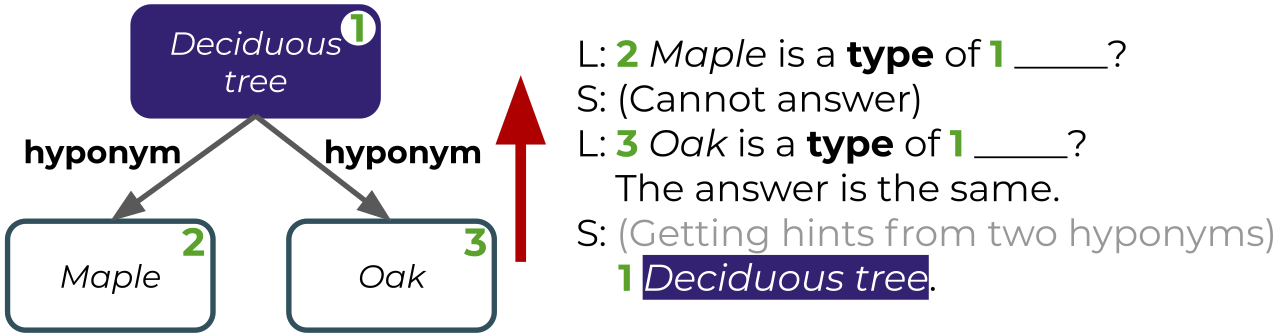 Deciduous 1
tree
hyponym hyponym
Maple 2
Oak 3
L: 2 Maple is a type of 1 _____?
S: (Cannot answer)
L: 3 Oak is a type of 1 _____?
The answer is the same.
S: (Getting hints from two hyponyms)
1 Deciduous tree.